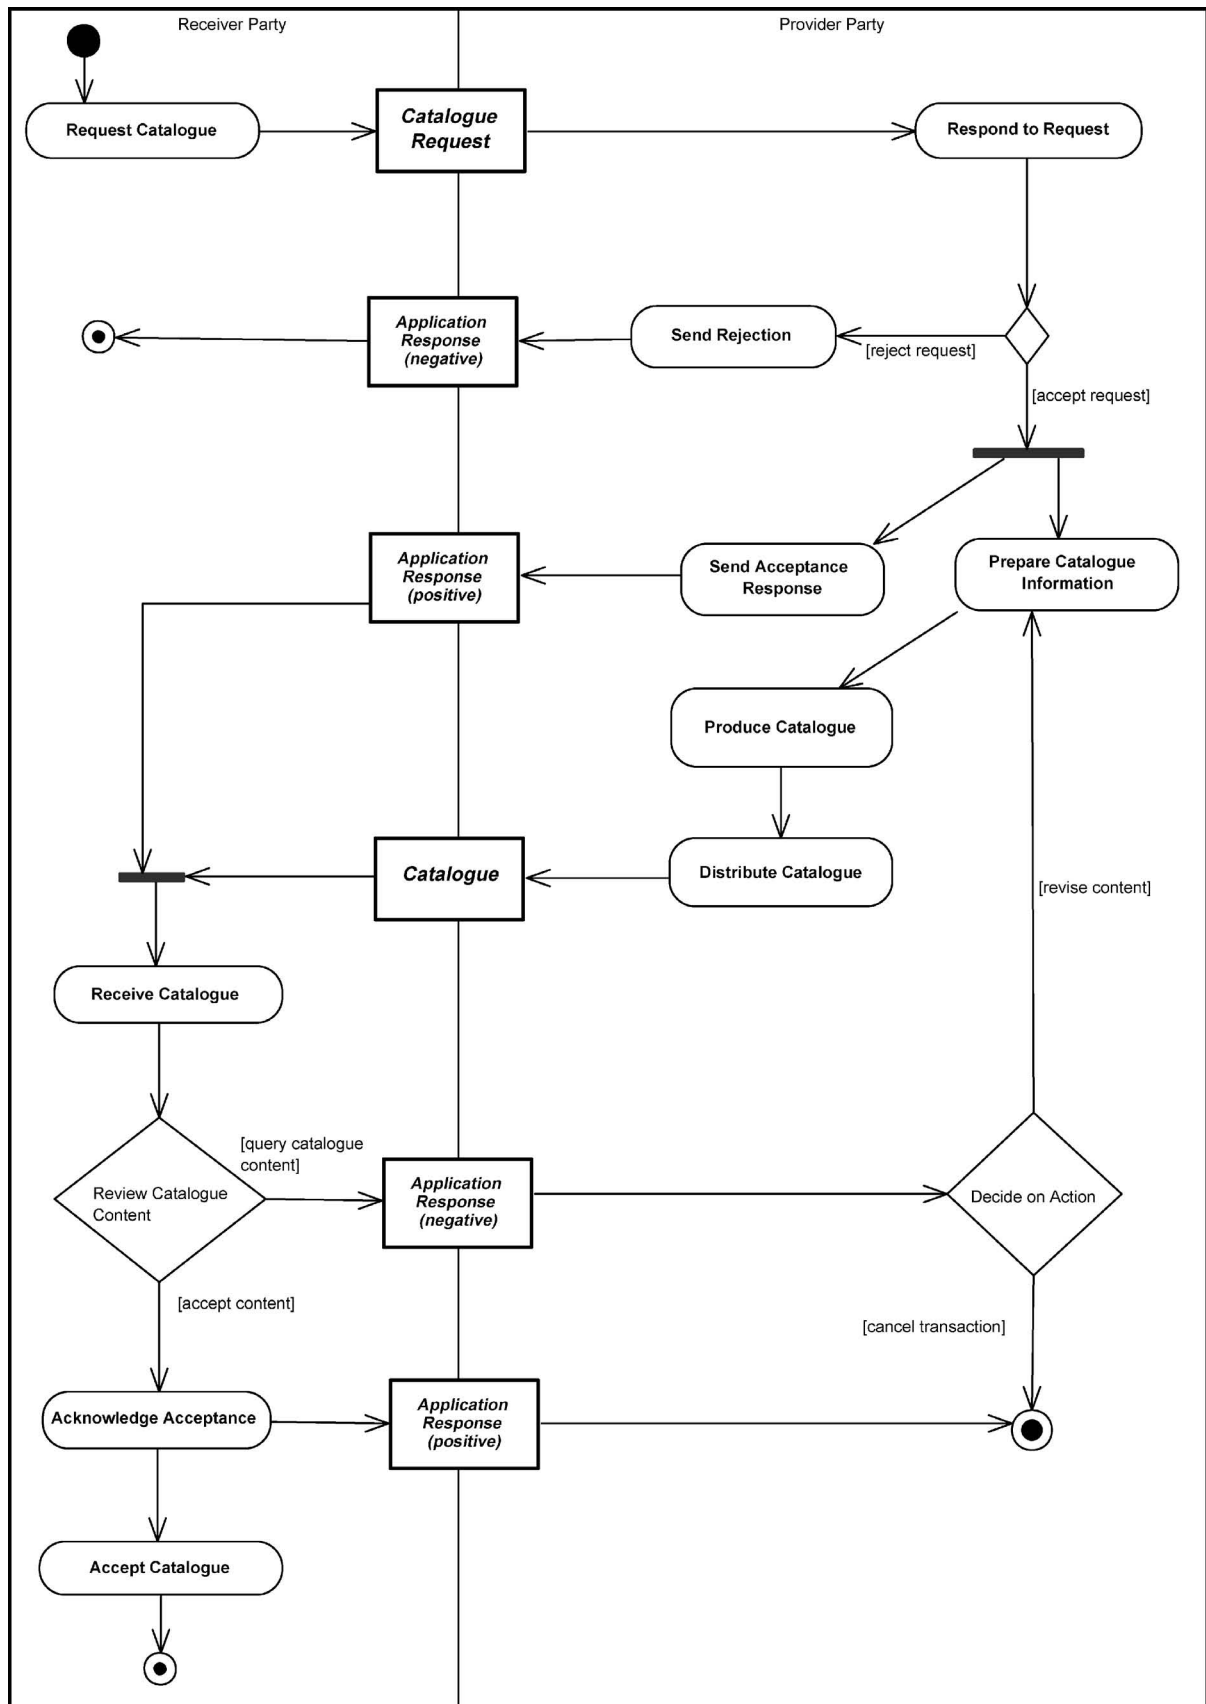 Receiver Party
Provider Party
Request Catalogue
Catalogue
Request
Respond to Request
Application
Response
(negative)
Send Rejection
[reject request]
[accept request]
Application
Response
(positive)
Send Acceptance
Response
Prepare Catalogue
Information
Produce Catalogue
Catalogue
Distribute Catalogue
[revise content]
Receive Catalogue
[query catalogue
content]
Review Catalogue
Content
Application
Response
(negative)
Decide on Action
[accept content]
[cancel transaction]
Acknowledge Acceptance
Application
Response
(positive)
Accept Catalogue